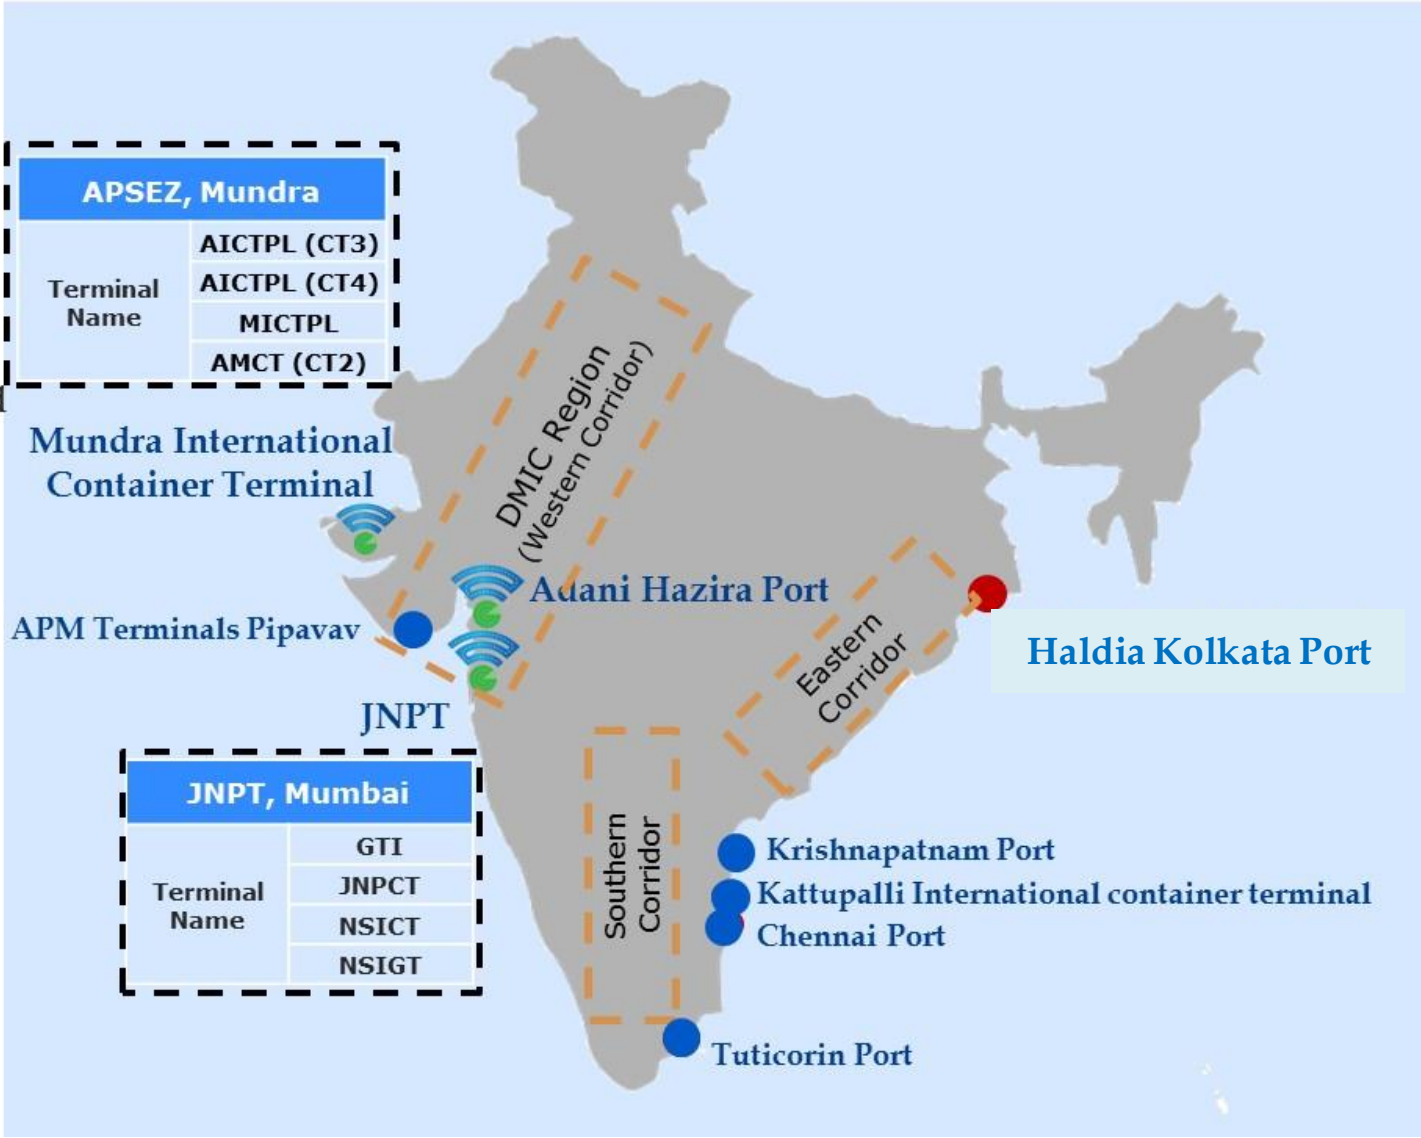 APSEZ, Mundra
Terminal
Name
AICTPL (CT3)
AICTPL (CT4)
MICTPL
AMCT (CT2)
Mundra International
Container Terminal
DMIC Region
(Western Corridor)
Adani Hazira Port
APM Terminals Pipavav
JNPT
Eastern
Corridor
Haldia Kolkata Port
JNPT, Mumbai
Terminal
Name
GTI
JNPCT
NSICT
NSIGT
Southern
Corridor
Krishnapatnam Port
Kattupalli International container terminal
Chennai Port
Tuticorin Port